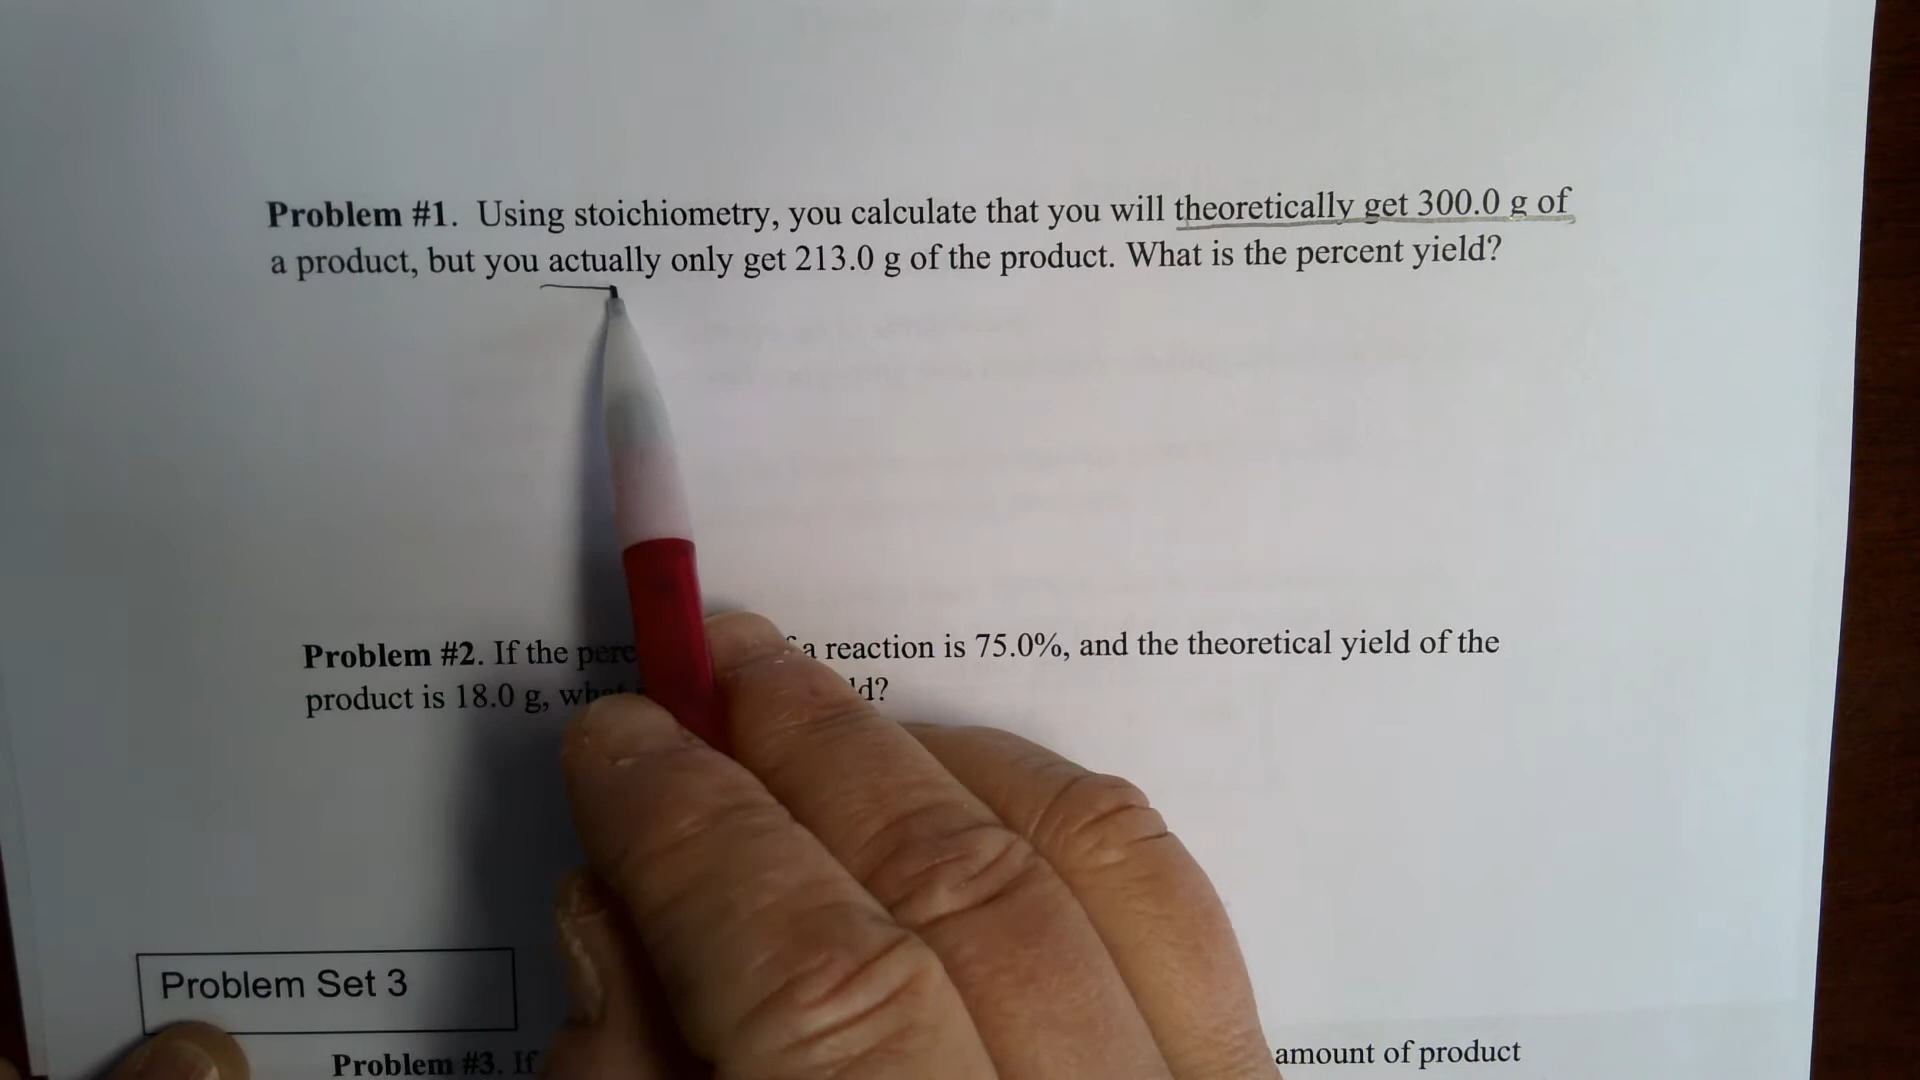 Problem #1. Using stoichiometry, you calculate that you will theoretically get 300.0 g of
a product, but you actually only get 213.0 g of the product. What is the percent yield?
Problem #2. If the a reaction is 75.0%, and the theoretical yield of the
product is 18.0 g,
Problem Set 3
Problem #3. If amount of product